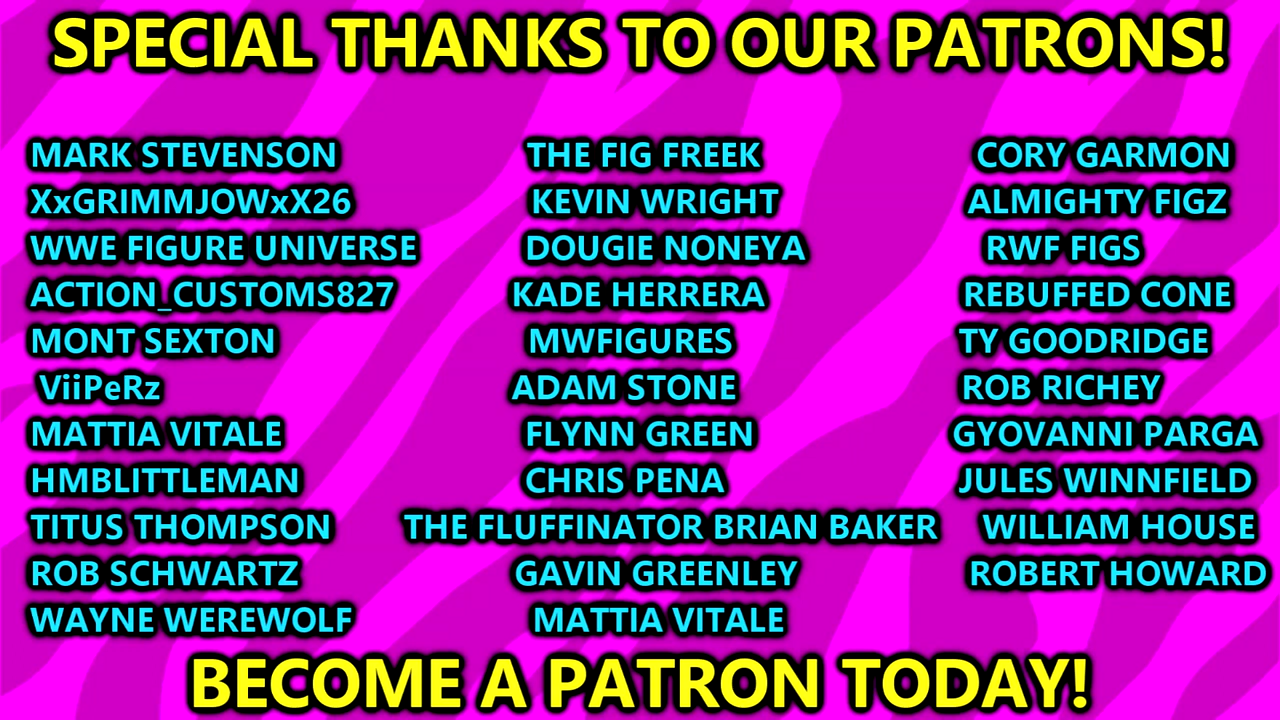 SPECIAL THANKS TO OUR PATRONS!
MARK STEVENSON
XxGRIMMJOWxX26
WWE FIGURE UNIVERSE
ACTION_CUSTOMS827
MONT SEXTON
ViiPeRz
MATTIA VITALE
HMBLITTLEMAN
TITUS THOMPSON
ROB SCHWARTZ
WAYNE WEREWOLF
THE FIG FREEK
KEVIN WRIGHT
DOUGIE NONEYA
KADE HERRERA
MWFIGURES
ADAM STONE
FLYNN GREEN
CHRIS PENA
THE FLUFFINATOR BRIAN BAKER
GAVIN GREENLEY
MATTIA VITALE
CORY GARMON
ALMIGHTY FIGZ
RWF FIGS
REBUFFED CONE
TY GOODRIDGE
ROB RICHEY
GYOVANNI PARGA
JULES WINNFIELD
WILLIAM HOUSE
ROBERT HOWARD
BECOME A PATRON TODAY!